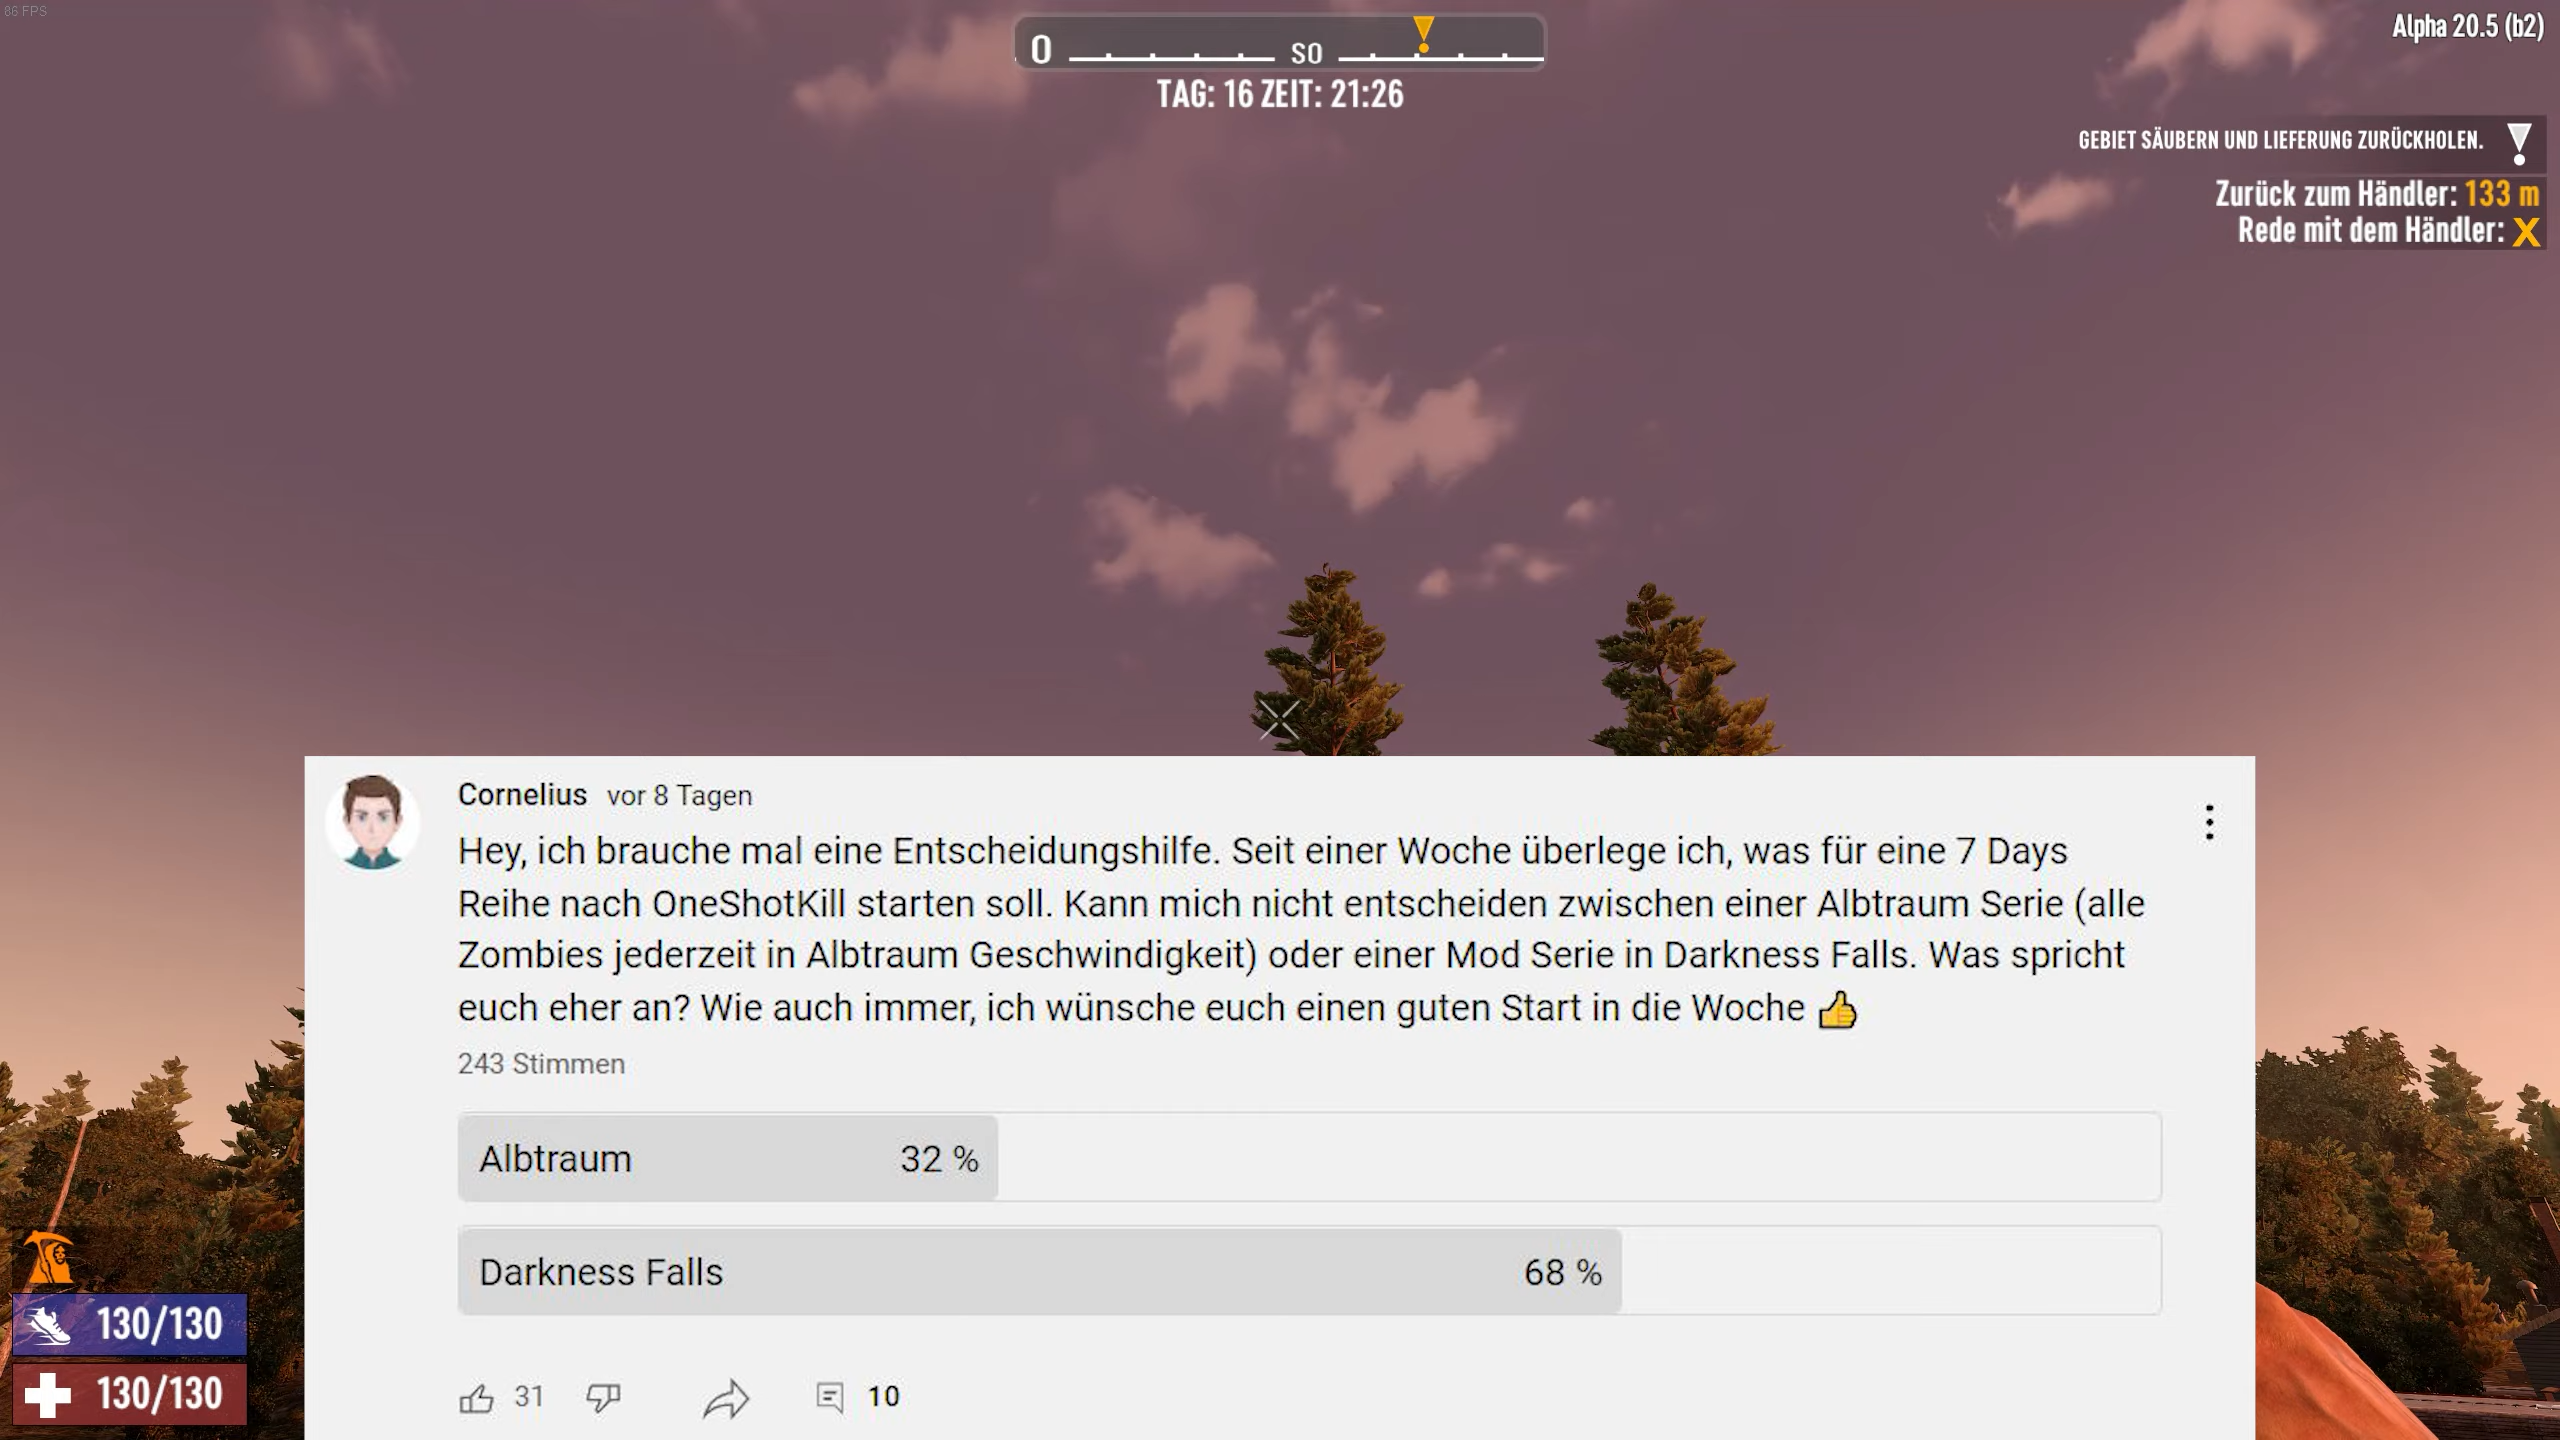 86 FPS
O SO
Alpha 20.5 (b2)
TAG: 16 ZEIT: 21:26
GEBIET SÄUBERN UND LIEFERUNG ZURÜCKHOLEN.
Zurück zum Händler: 133 m
Rede mit dem Händler: X
Cornelius vor 8 Tagen
Hey, ich brauche mal eine Entscheidungshilfe. Seit einer Woche überlege ich, was für eine 7 Days
Reihe nach OneShotKill starten soll. Kann mich nicht entscheiden zwischen einer Albtraum Serie (alle
Zombies jederzeit in Albtraum Geschwindigkeit) oder einer Mod Serie in Darkness Falls. Was spricht
euch eher an? Wie auch immer, ich wünsche euch einen guten Start in die Woche 👍
243 Stimmen
Albtraum 32 %
Darkness Falls 68 %
130/130
130/130
31 10